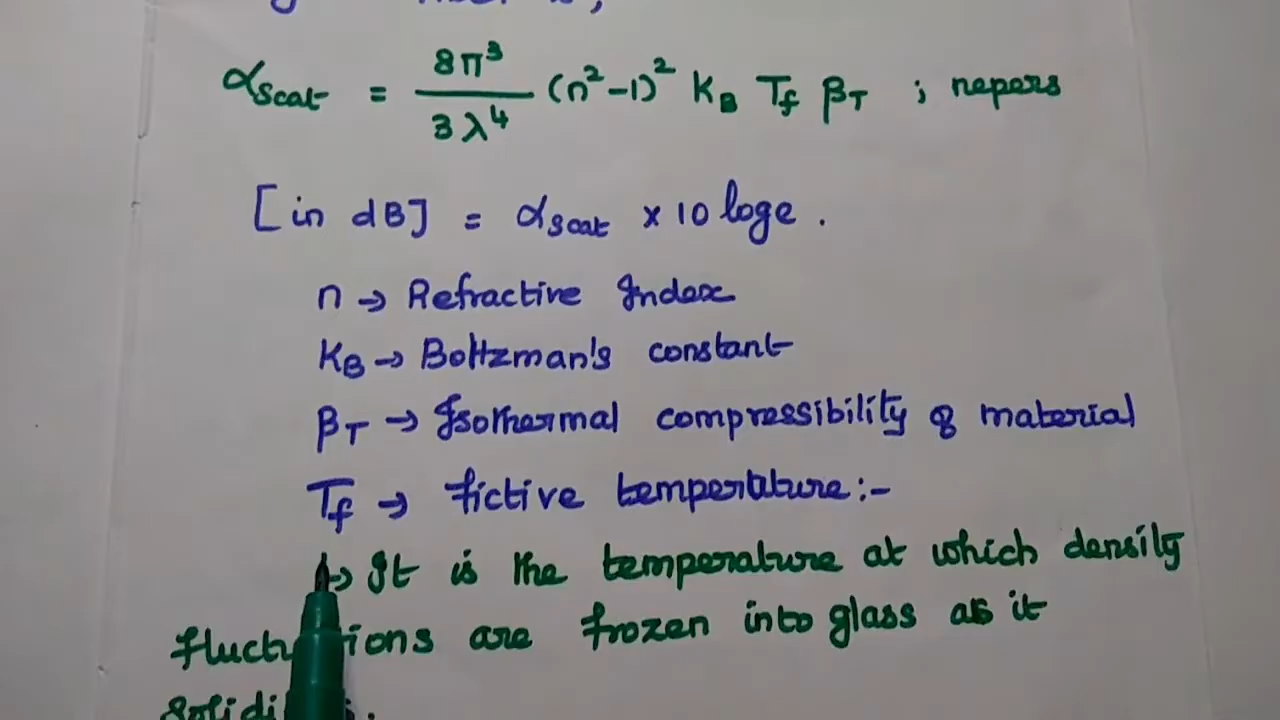 αscat = 8π³ / 3λ⁴ (n²-1)² KB Tf βT ; nepers
[in dB] = αscat × 10 loge .
n → Refractive Index
KB → Boltzman's constant
βT → Isothermal compressibility of material
Tf → fictive temperature:-
→ It is the temperature at which density
are frozen into glass as it